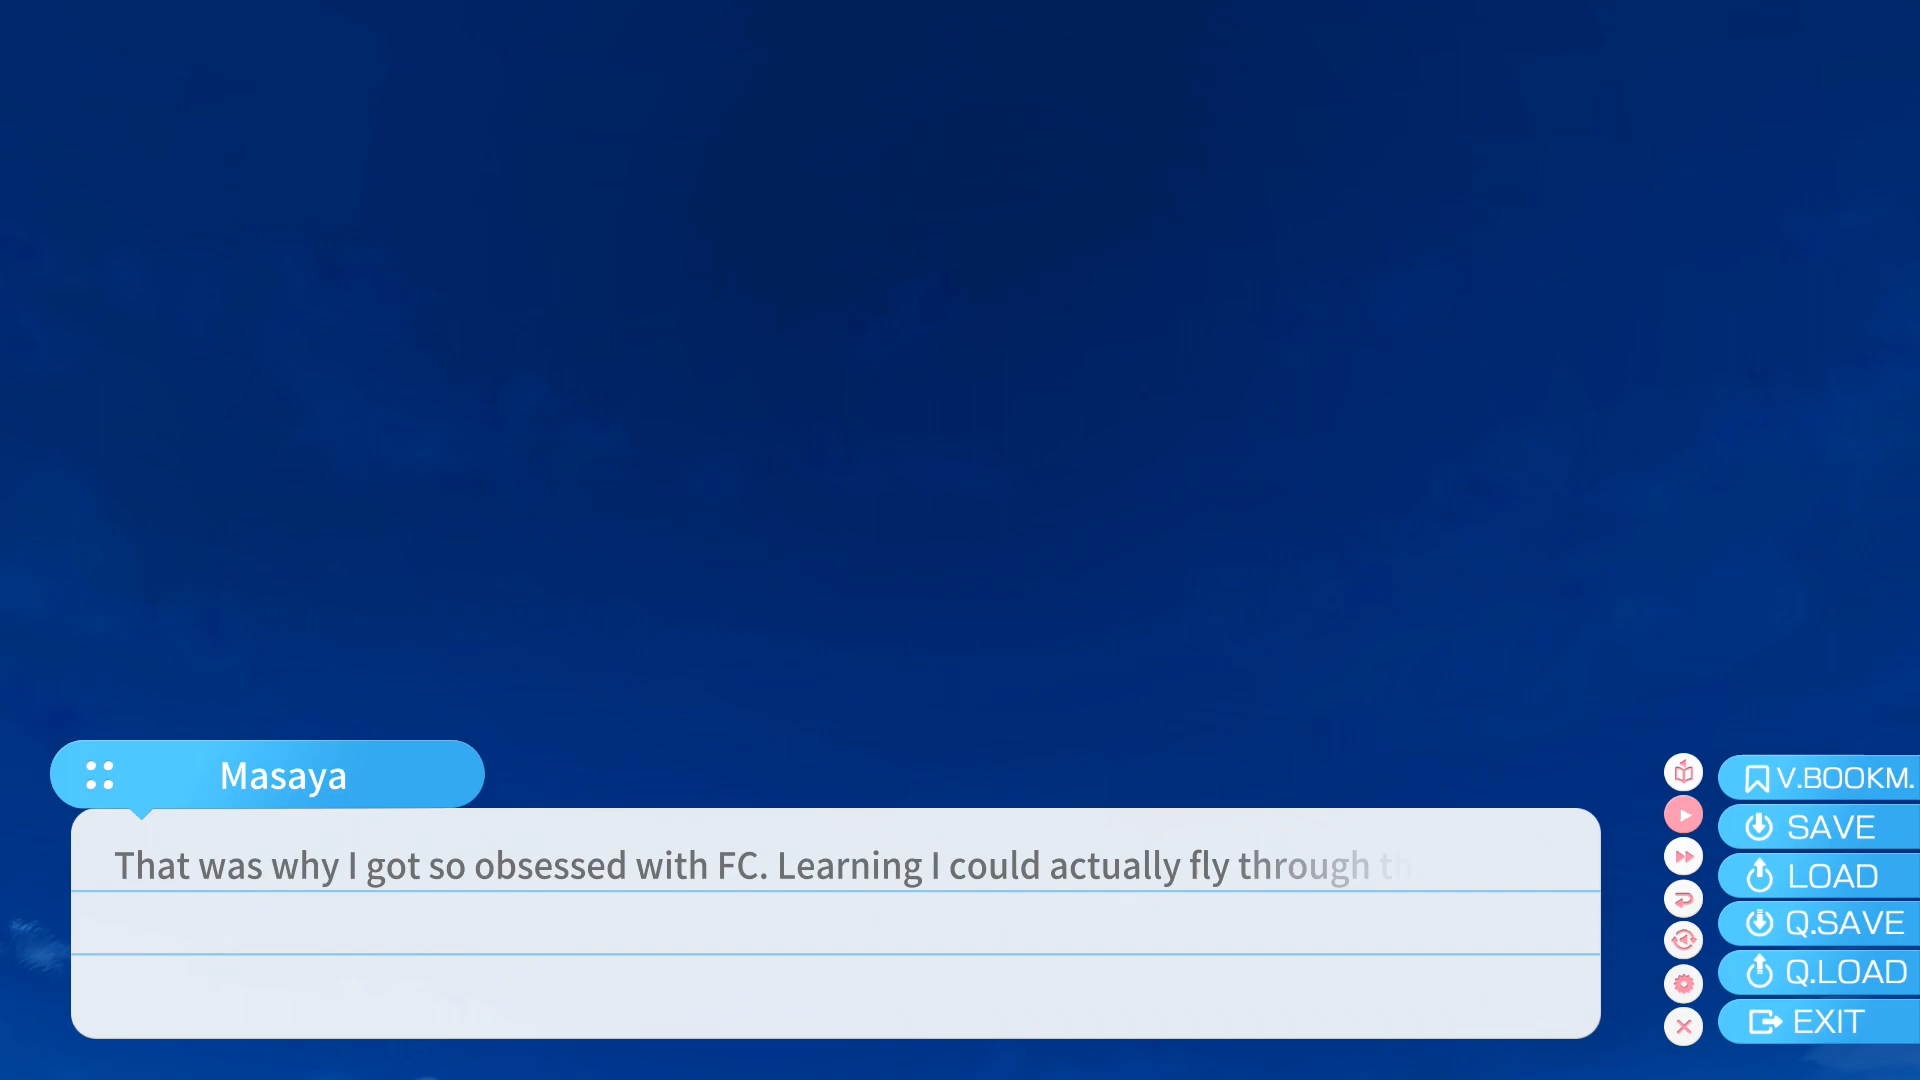 Masaya
That was why I got so obsessed with FC. Learning I could actually fly through th
V.BOOKM.
SAVE
LOAD
Q.SAVE
Q.LOAD
EXIT